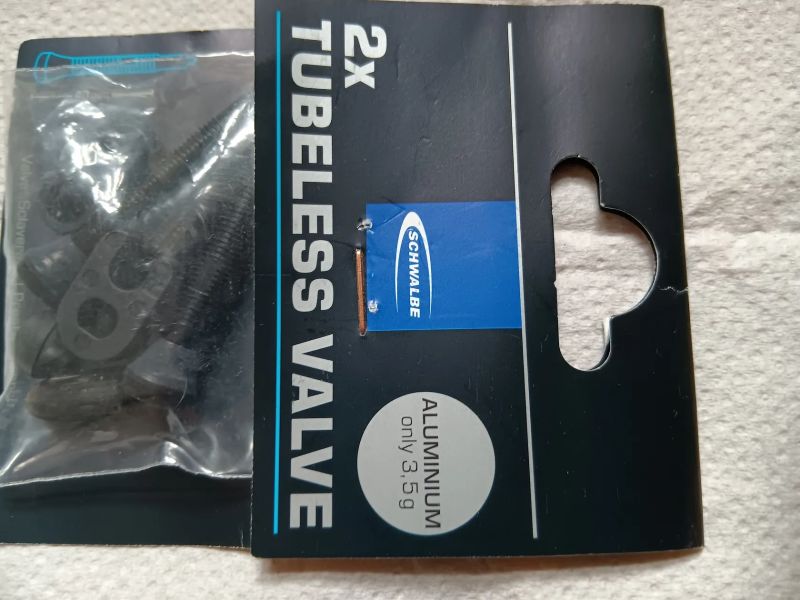 2x
TUBELESS VALVE
SCHWALBE
ALUMINIUM
only 3,5g